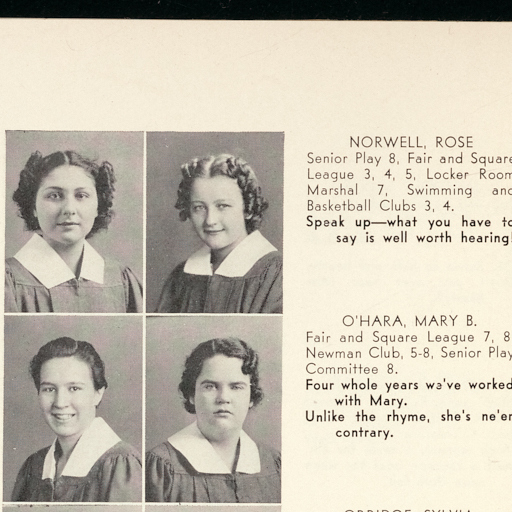 NORWELL, ROSE
Senior Play 8, Fair and Square
League 3, 4, 5, Locker Room
Marshal 7, Swimming and
Basketball Clubs 3, 4.
Speak up—what you have to
say is well worth hearing!
O'HARA, MARY B.
Fair and Square League 7, 8
Newman Club, 5-8, Senior Play
Committee 8.
Four whole years we've worked
with Mary.
Unlike the rhyme, she's ne'er
contrary.